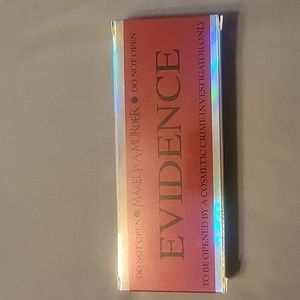 DO NOT OPEN ● MAKEUP A MURDER ● DO NOT OPEN
EVIDENCE
TO BE OPENED BY A COSMETIC CRIME INVESTIGATOR ONLY